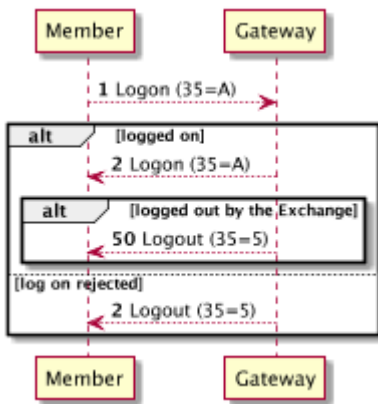 Member Gateway
1 Logon (35=A)
alt [logged on]
2 Logon (35=A)
alt [logged out by the Exchange]
50 Logout (35=5)
[log on rejected]
2 Logout (35=5)
Member Gateway